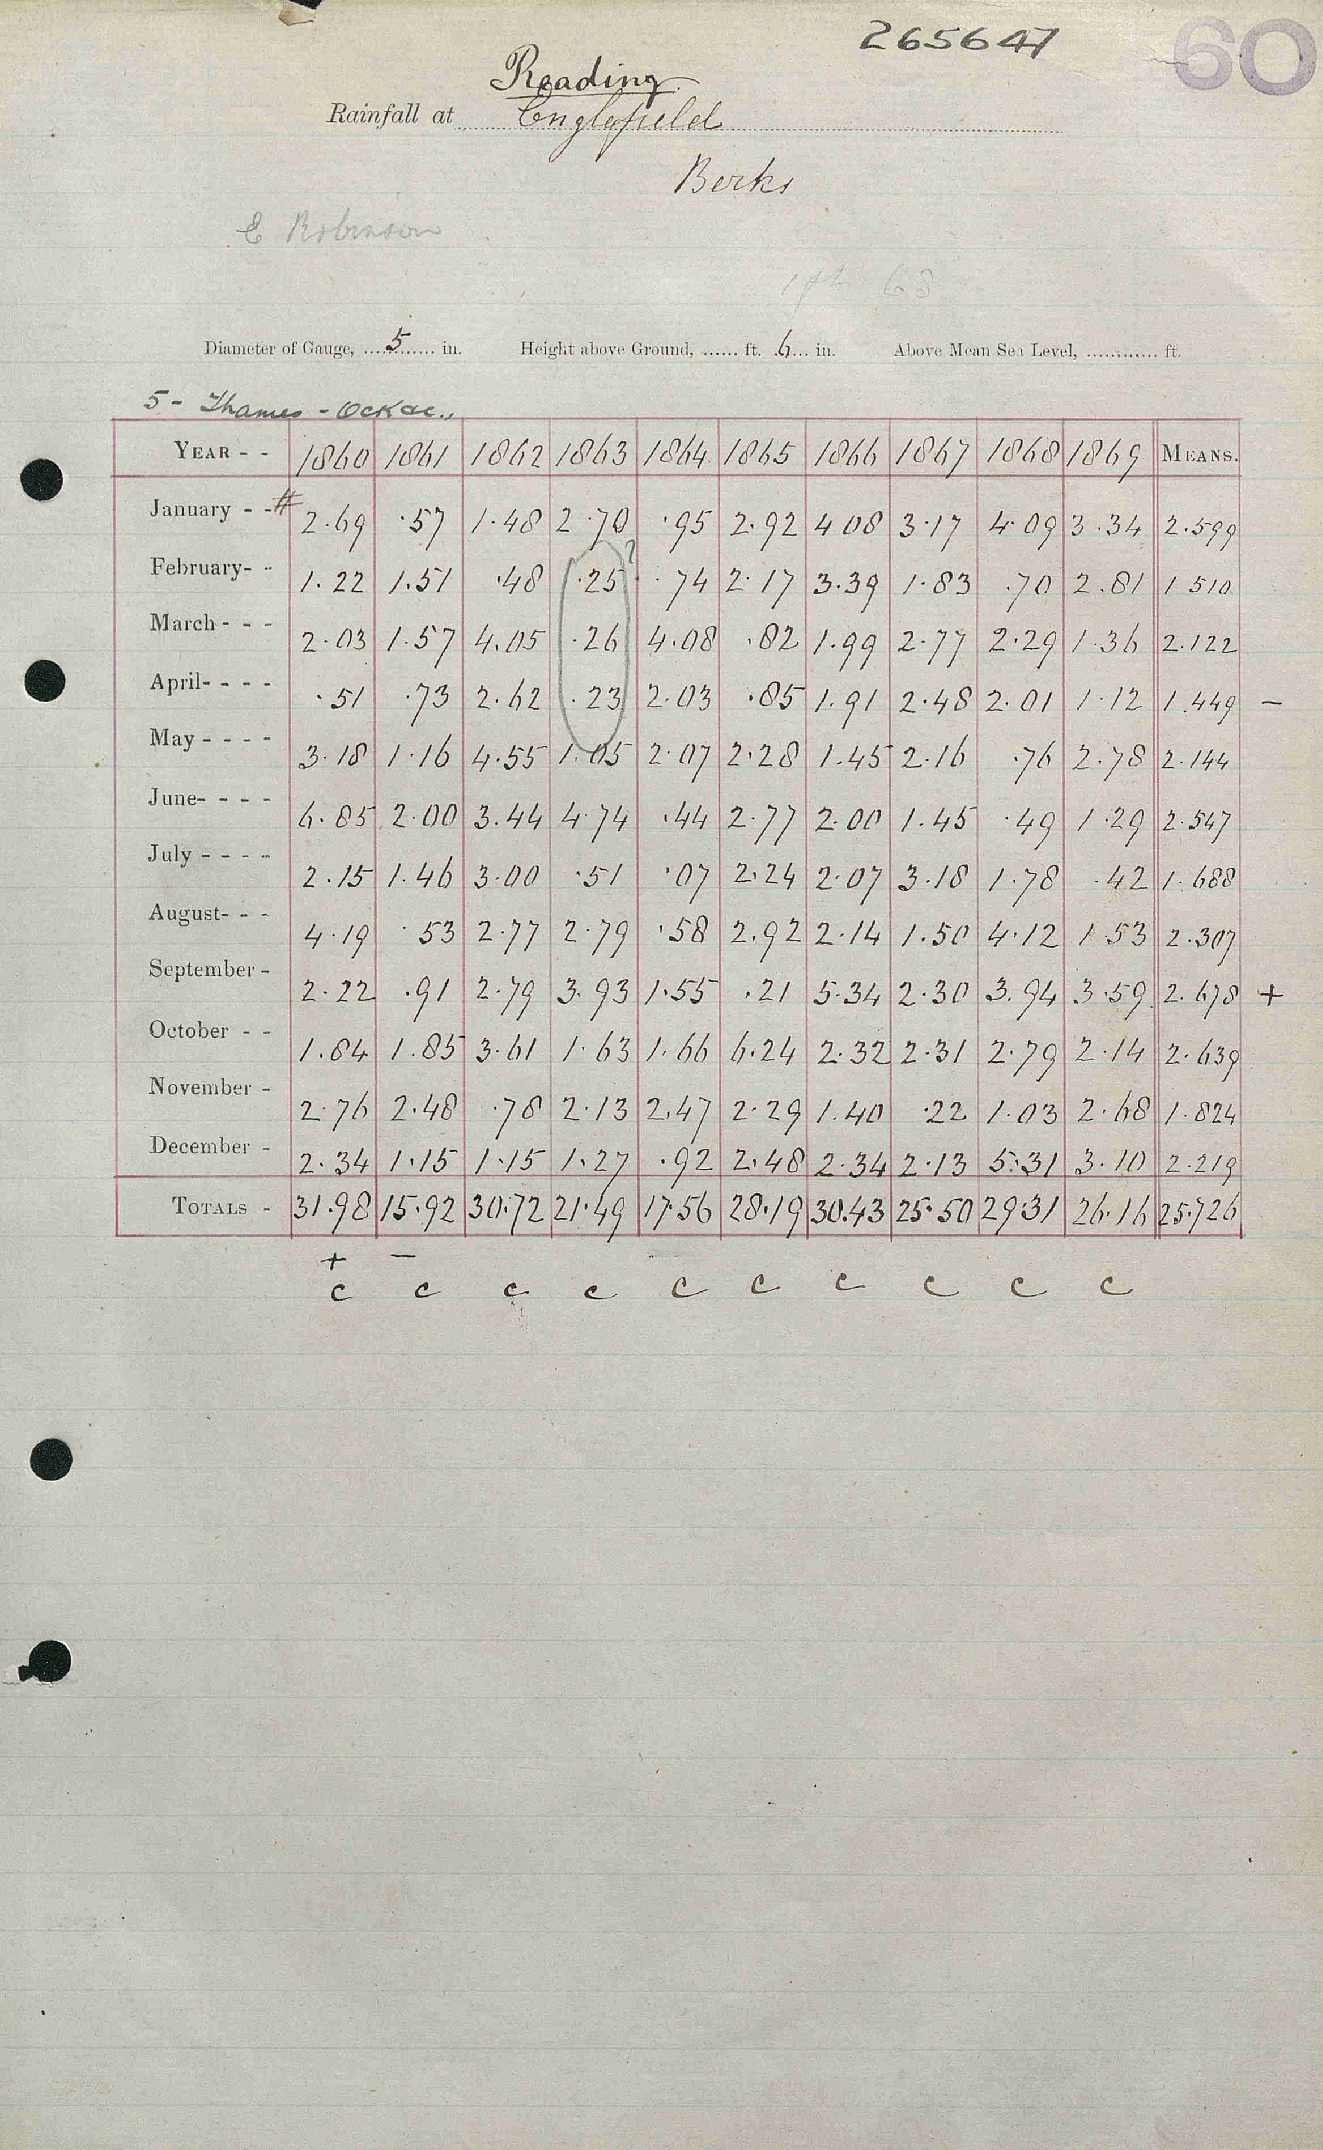 265647 60
Reading
Rainfall at Englefield
Berks
E Robinson
68
Diameter of Gauge, 5 in. Height above Ground, ...... ft. 6 in. Above Mean Sea Level, ............ ft.
5 - Thames - Ock &c.,
YEAR - - 1860 1861 1862 1863 1864 1865 1866 1867 1868 1869 MEANS.
January - - # 2.69 .57 1.48 2.70 .95 2.92 4.08 3.17 4.09 3.34 2.599
February- - 1.22 1.51 .48 .25 ? .74 2.17 3.39 1.83 .70 2.81 1.510
March - - - 2.03 1.57 4.05 .26 4.08 .82 1.99 2.77 2.29 1.36 2.122
April- - - - .51 .73 2.62 .23 2.03 .85 1.91 2.48 2.01 1.12 1.449 -
May - - - - 3.18 1.16 4.55 1.05 2.07 2.28 1.45 2.16 .76 2.78 2.144
June- - - - 6.85 2.00 3.44 4.74 .44 2.77 2.00 1.45 .49 1.29 2.547
July - - - - 2.15 1.46 3.00 .51 .07 2.24 2.07 3.18 1.78 .42 1.688
August- - - 4.19 .53 2.77 2.79 .58 2.92 2.14 1.50 4.12 1.53 2.307
September - 2.22 .91 2.79 3.93 1.55 .21 5.34 2.30 3.94 3.59 2.678 +
October - - 1.84 1.85 3.61 1.63 1.66 6.24 2.32 2.31 2.79 2.14 2.639
November - 2.76 2.48 .78 2.13 2.47 2.29 1.40 .22 1.03 2.68 1.824
December - 2.34 1.15 1.15 1.27 .92 2.48 2.34 2.13 5.31 3.10 2.219
TOTALS - 31.98 15.92 30.72 21.49 17.56 28.19 30.43 25.50 29.31 26.16 25.726
+ -
c c c c c c c c c c